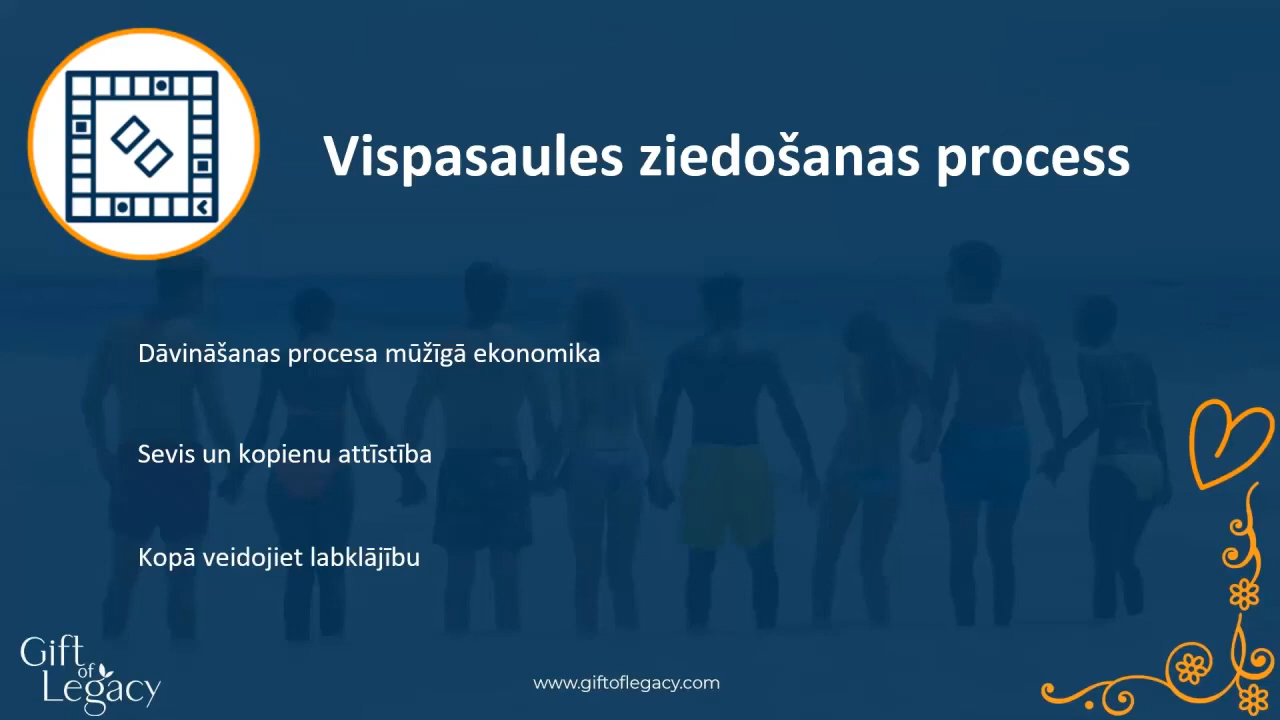 Vispasaules ziedošanas process
Dāvināšanas procesa mūžīgā ekonomika
Sevis un kopienu attīstība
Kopā veidojiet labklājību
Gift
of
Legacy
www.giftoflegacy.com